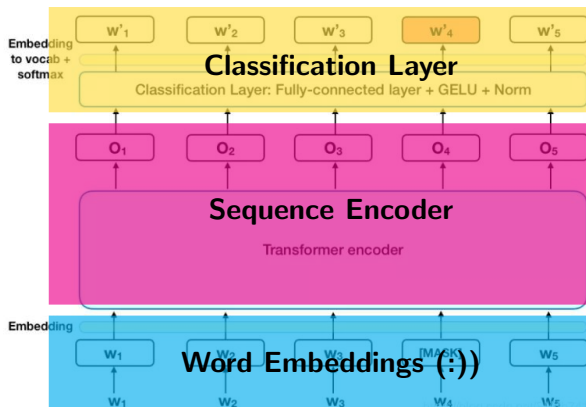 W'1 W'2 W'3 W'4 W'5
Embedding
to vocab +
softmax
Classification Layer
Classification Layer: Fully-connected layer + GELU + Norm
O1 O2 O3 O4 O5
Sequence Encoder
Transformer encoder
Embedding
W1 W2 W3 [MASK] W5
Word Embeddings (:))
W1 W2 W3 W4 W5